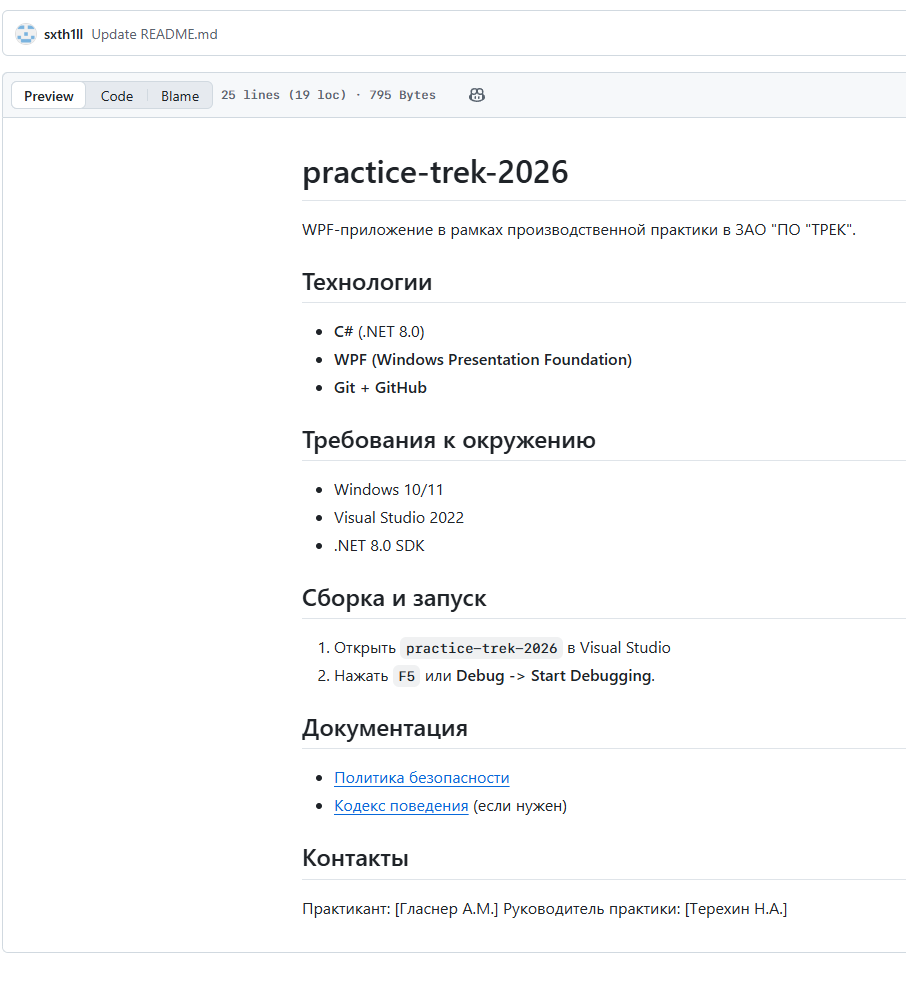 sxth1ll Update README.md
Preview Code Blame 25 lines (19 loc) · 795 Bytes
practice-trek-2026
WPF-приложение в рамках производственной практики в ЗАО "ПО "ТРЕК".
Технологии
• C# (.NET 8.0)
• WPF (Windows Presentation Foundation)
• Git + GitHub
Требования к окружению
• Windows 10/11
• Visual Studio 2022
• .NET 8.0 SDK
Сборка и запуск
1. Открыть practice-trek-2026 в Visual Studio
2. Нажать F5 или Debug -> Start Debugging.
Документация
• Политика безопасности
• Кодекс поведения (если нужен)
Контакты
Практикант: [Гласнер А.М.] Руководитель практики: [Терехин Н.А.]